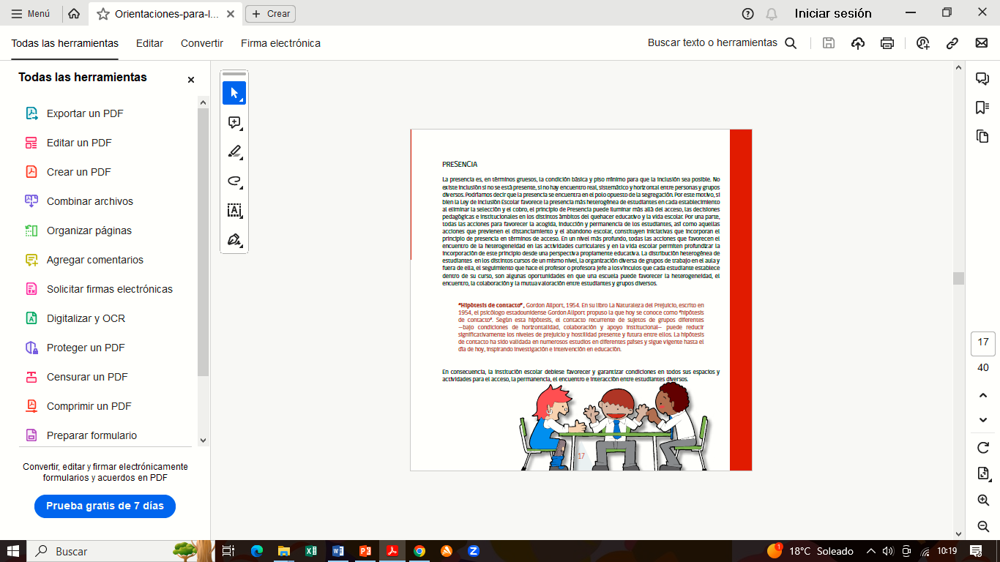 Menú
Orientaciones-para-l...
Crear
Iniciar sesión
Todas las herramientas
Editar
Convertir
Firma electrónica
Buscar texto o herramientas
Todas las herramientas
Exportar un PDF
Editar un PDF
Crear un PDF
Combinar archivos
Organizar páginas
Agregar comentarios
Solicitar firmas electrónicas
Digitalizar y OCR
Proteger un PDF
Censurar un PDF
Comprimir un PDF
Preparar formulario
Convertir, editar y firmar electrónicamente
formularios y acuerdos en PDF
Prueba gratis de 7 días
PRESENCIA
La presencia es, en términos gruesos, la condición básica y piso mínimo para que la inclusión sea posible. No
existe inclusión si no se está presente, si no hay encuentro real, sistemático y horizontal entre personas y grupos
diversos. Podríamos decir que la presencia se encuentra en el polo opuesto de la segregación. Por este motivo, si
bien la Ley de Inclusión Escolar favorece la presencia más heterogénea de estudiantes en cada establecimiento
al eliminar la selección y el cobro, el principio de Presencia puede iluminar más allá del acceso, las decisiones
pedagógicas e institucionales en los distintos ámbitos del quehacer educativo y la vida escolar. Por una parte,
todas las acciones para favorecer la acogida, inducción y permanencia de los estudiantes, así como aquellas
acciones que previenen el distanciamiento y el abandono escolar, constituyen iniciativas que incorporan el
principio de presencia en términos de acceso. En un nivel más profundo, todas las acciones que favorecen el
encuentro de la heterogeneidad en las actividades curriculares y en la vida escolar permiten profundizar la
incorporación de este principio desde una perspectiva propiamente educativa. La distribución heterogénea de
estudiantes en los distintos cursos de un mismo nivel, la organización diversa de grupos de trabajo en el aula y
fuera de ella, el seguimiento que hace el profesor o profesora jefe a los vínculos que cada estudiante establece
dentro de su curso, son algunas oportunidades en que una escuela puede favorecer la heterogeneidad, el
encuentro, la colaboración y la mutua valoración entre estudiantes y grupos diversos.
"Hipótesis de contacto", Gordon Allport, 1954. En su libro La Naturaleza del Prejuicio, escrito en
1954, el psicólogo estadounidense Gordon Allport propuso la que hoy se conoce como "hipótesis
de contacto". Según esta hipótesis, el contacto recurrente de sujetos de grupos diferentes
—bajo condiciones de horizontalidad, colaboración y apoyo institucional— puede reducir
significativamente los niveles de prejuicio y hostilidad presente y futura entre ellos. La hipótesis
de contacto ha sido validada en numerosos estudios en diferentes países y sigue vigente hasta el
día de hoy, inspirando investigación e intervención en educación.
En consecuencia, la institución escolar debiese favorecer y garantizar condiciones en todos sus espacios y
actividades para el acceso, la permanencia, el encuentro e interacción entre estudiantes diversos.
17
17
40
Buscar
1
18°C Soleado
10:19